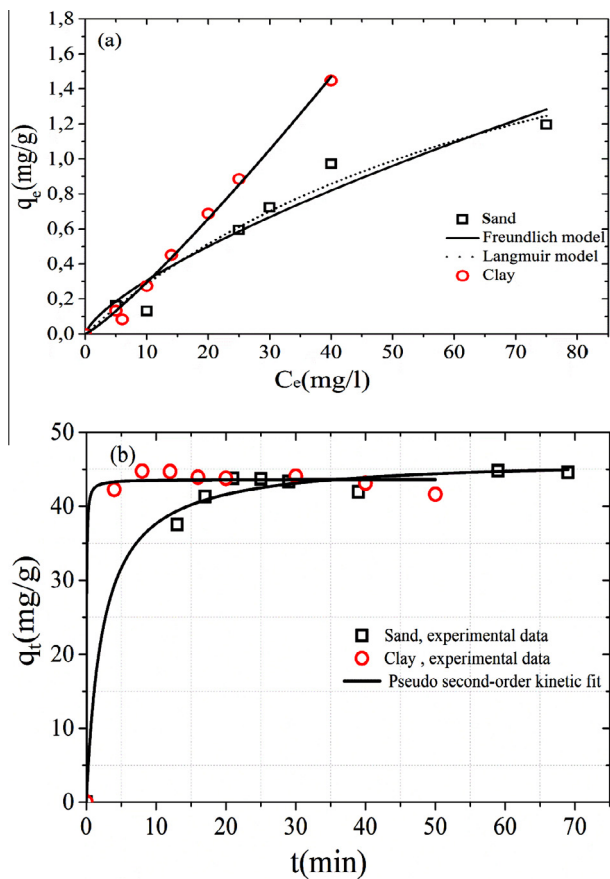 (a)
1,8
1,6
1,4
1,2
1,0
0,8
0,6
0,4
0,2
0,0
qe(mg/g)
Sand
Freundlich model
Langmuir model
Clay
0 10 20 30 40 50 60 70 80
Ce(mg/l)
(b)
50
40
30
20
10
0
qt(mg/g)
Sand, experimental data
Clay , experimental data
Pseudo second-order kinetic fit
0 10 20 30 40 50 60 70
t(min)